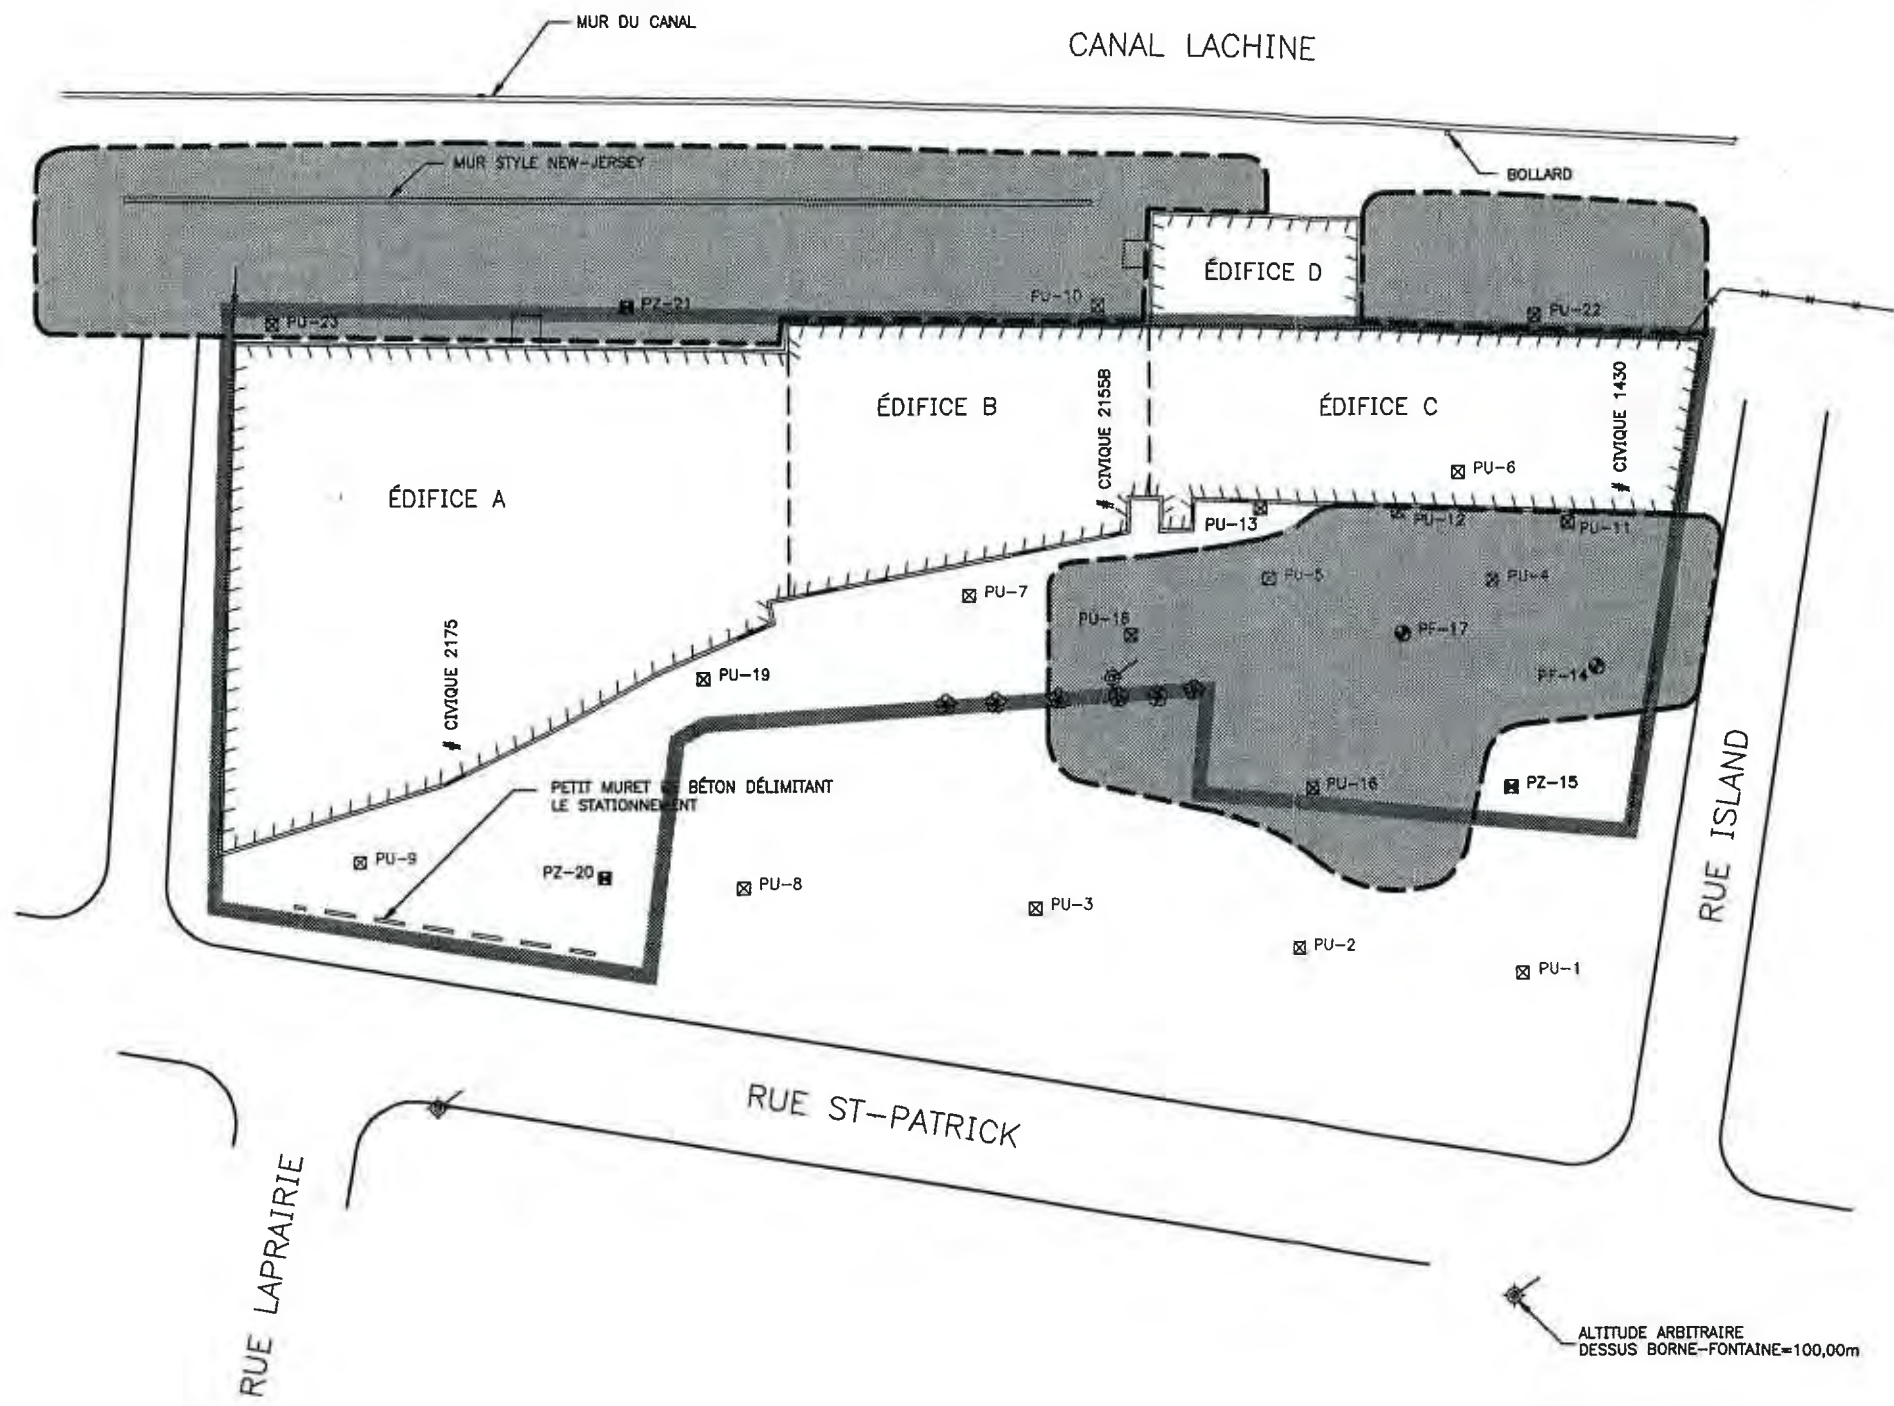 MUR DU CANAL
CANAL LACHINE
MUR STYLE NEW-JERSEY
BOLLARD
ÉDIFICE D
PU-23
PZ-21
PU-10
PU-22
ÉDIFICE A
ÉDIFICE B
# CIVIQUE 2155B
ÉDIFICE C
# CIVIQUE 1430
PU-6
PU-13
PU-12
PU-11
PU-5
PU-4
PU-7
PU-18
PF-17
PF-14
# CIVIQUE 2175
PU-19
PETIT MURET DE BÉTON DÉLIMITANT
LE STATIONNEMENT
PU-16
PZ-15
PU-9
PZ-20
PU-8
PU-3
PU-2
PU-1
RUE ISLAND
RUE ST-PATRICK
RUE LAPRAIRIE
ALTITUDE ARBITRAIRE
DESSUS BORNE-FONTAINE=100,00m